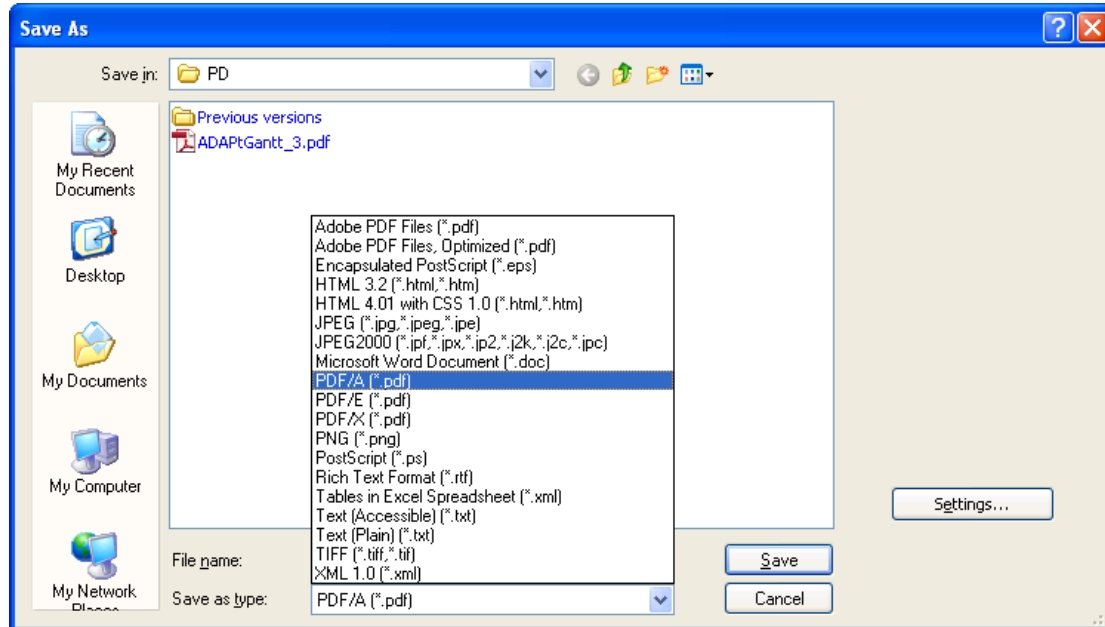 Save As
Save in:
PD
Previous versions
ADAPtGantt_3.pdf
My Recent
Documents
Desktop
My Documents
My Computer
My Network
Adobe PDF Files (*.pdf)
Adobe PDF Files, Optimized (*.pdf)
Encapsulated PostScript (*.eps)
HTML 3.2 (*.html,*.htm)
HTML 4.01 with CSS 1.0 (*.html,*.htm)
JPEG (*.jpg,*.jpeg,*.jpe)
JPEG2000 (*.jpf,*.jpx,*.jp2,*.j2k,*.j2c,*.jpc)
Microsoft Word Document (*.doc)
PDF/A (*.pdf)
PDF/E (*.pdf)
PDF/X (*.pdf)
PNG (*.png)
PostScript (*.ps)
Rich Text Format (*.rtf)
Tables in Excel Spreadsheet (*.xml)
Text (Accessible) (*.txt)
Text (Plain) (*.txt)
TIFF (*.tiff,*.tif)
XML 1.0 (*.xml)
Settings...
File name:
Save
Save as type:
PDF/A (*.pdf)
Cancel